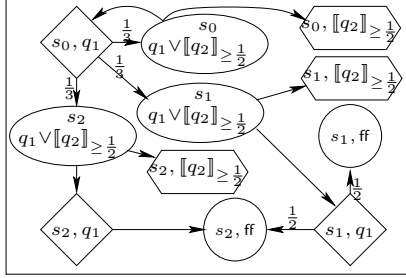 s₀, q₁
1/3
s₀
q₁∨⟦q₂⟧≥1/2
s₀, ⟦q₂⟧≥1/2
1/3
1/3
s₁
q₁∨⟦q₂⟧≥1/2
s₁, ⟦q₂⟧≥1/2
s₂
q₁∨⟦q₂⟧≥1/2
s₂, ⟦q₂⟧≥1/2
s₁, ff
1/2
s₂, q₁
s₂, ff
1/2
s₁, q₁